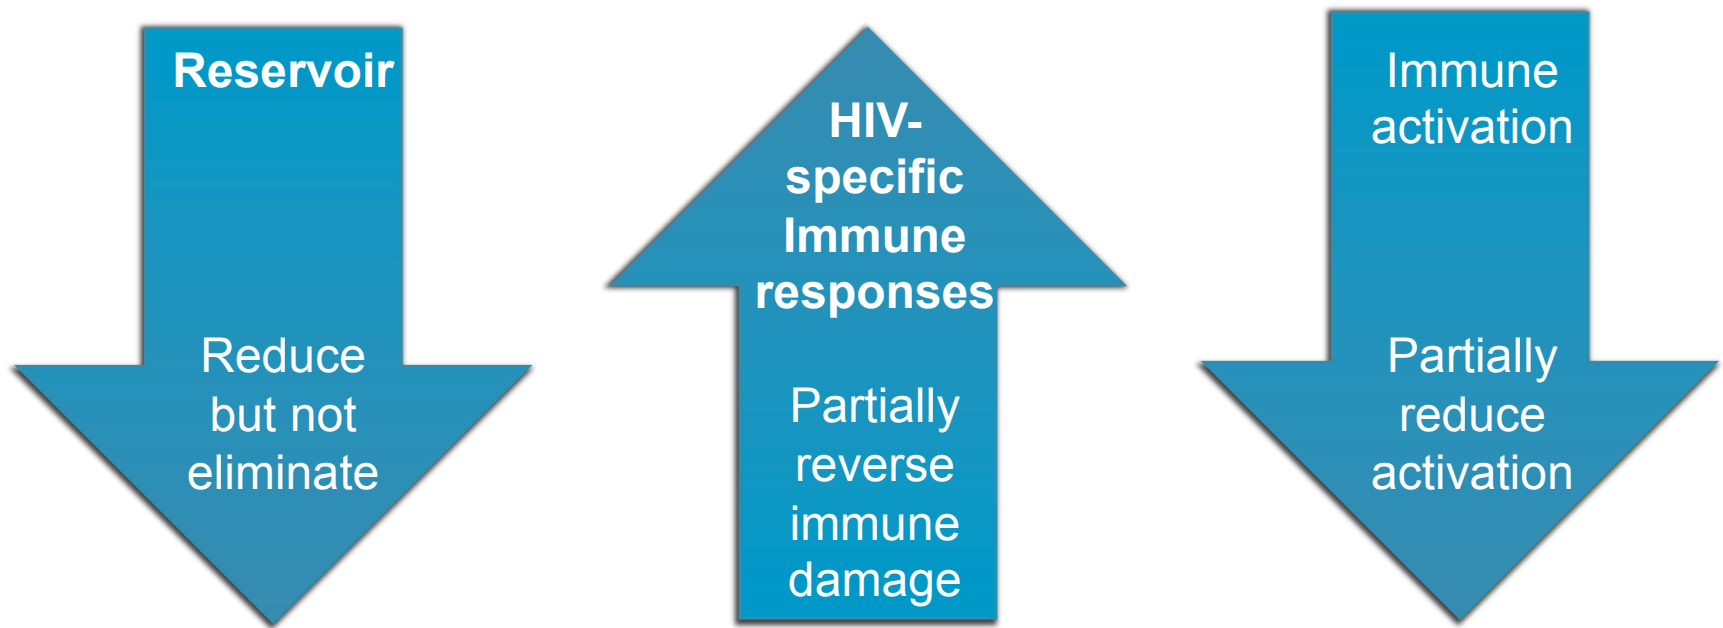 Reservoir
Reduce
but not
eliminate
HIV-
specific
Immune
responses
Partially
reverse
immune
damage
Immune
activation
Partially
reduce
activation